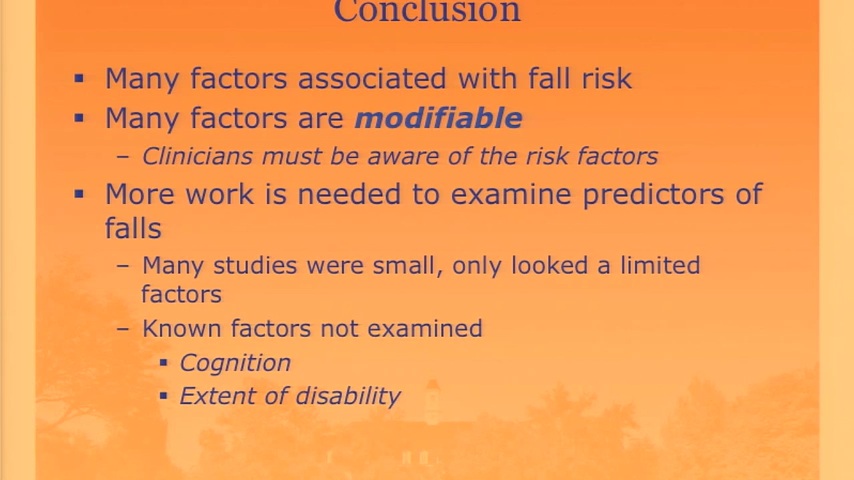 Conclusion
▪ Many factors associated with fall risk
▪ Many factors are modifiable
– Clinicians must be aware of the risk factors
▪ More work is needed to examine predictors of
falls
– Many studies were small, only looked a limited
factors
– Known factors not examined
▪ Cognition
▪ Extent of disability